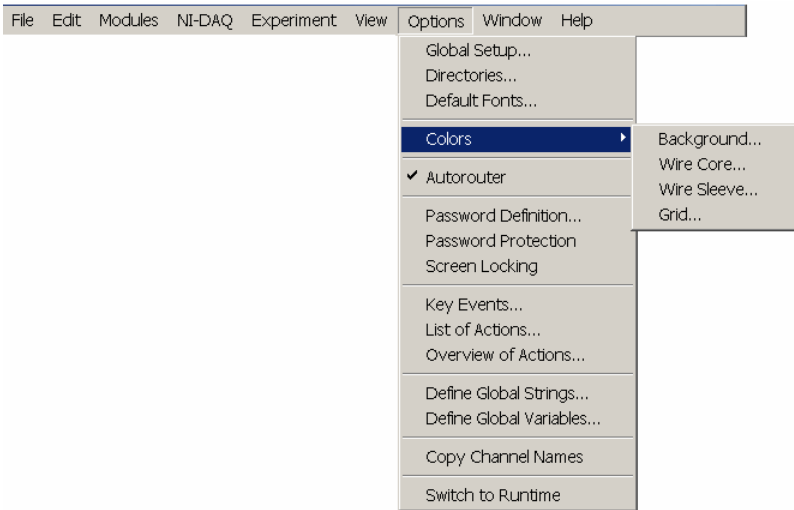 File Edit Modules NI-DAQ Experiment View Options Window Help
Global Setup...
Directories...
Default Fonts...
Colors
Background...
Wire Core...
Wire Sleeve...
Grid...
Autorouter
Password Definition...
Password Protection
Screen Locking
Key Events...
List of Actions...
Overview of Actions...
Define Global Strings...
Define Global Variables...
Copy Channel Names
Switch to Runtime